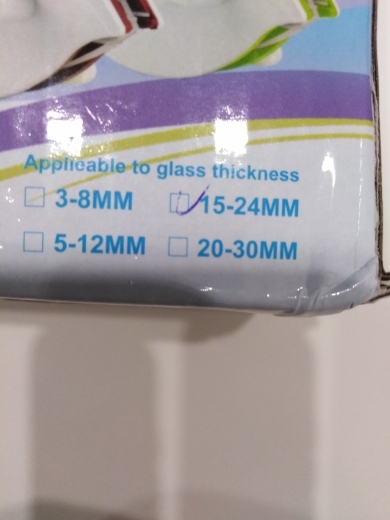 Applicable to glass thickness
3-8MM 15-24MM
5-12MM 20-30MM